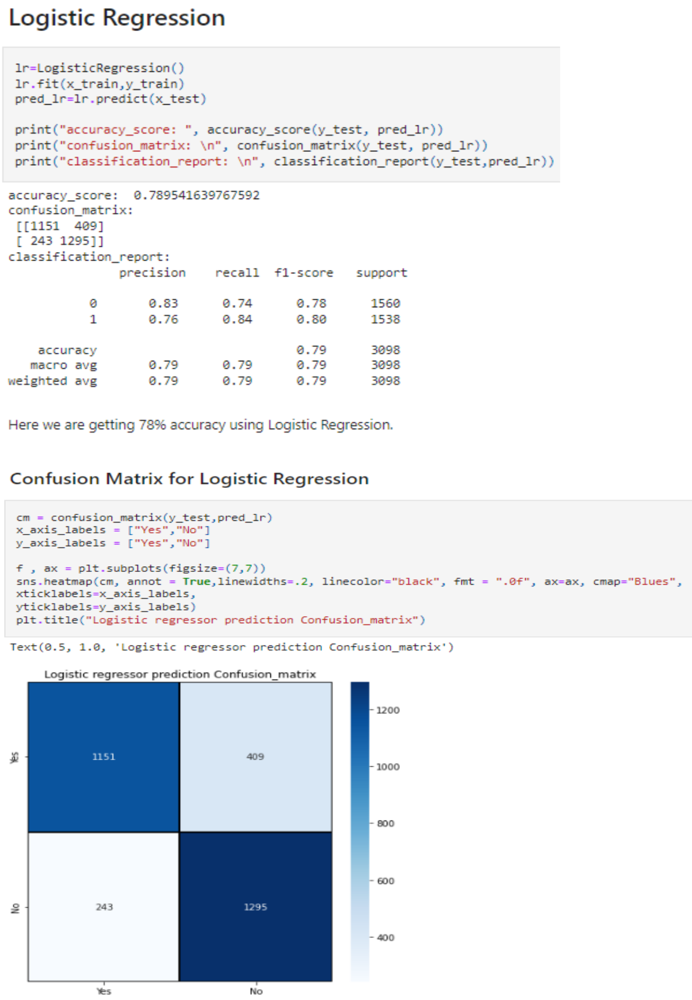 Logistic Regression
lr=LogisticRegression()
lr.fit(x_train,y_train)
pred_lr=lr.predict(x_test)
print("accuracy_score: ", accuracy_score(y_test, pred_lr))
print("confusion_matrix: \n", confusion_matrix(y_test, pred_lr))
print("classification_report: \n", classification_report(y_test,pred_lr))
accuracy_score:  0.789541639767592
confusion_matrix:
[[1151  409]
[ 243 1295]]
classification_report:
precision    recall  f1-score   support
0       0.83      0.74      0.78      1560
1       0.76      0.84      0.80      1538
accuracy                           0.79      3098
macro avg       0.79      0.79      0.79      3098
weighted avg       0.79      0.79      0.79      3098
Here we are getting 78% accuracy using Logistic Regression.
Confusion Matrix for Logistic Regression
cm = confusion_matrix(y_test,pred_lr)
x_axis_labels = ["Yes","No"]
y_axis_labels = ["Yes","No"]
f , ax = plt.subplots(figsize=(7,7))
sns.heatmap(cm, annot = True,linewidths=.2, linecolor="black", fmt = ".0f", ax=ax, cmap="Blues",
xticklabels=x_axis_labels,
yticklabels=y_axis_labels)
plt.title("Logistic regressor prediction Confusion_matrix")
Text(0.5, 1.0, 'Logistic regressor prediction Confusion_matrix')
Logistic regressor prediction Confusion_matrix
1200
Yes 1151 409
1000
800
600
No 243 1295
400
Yes No